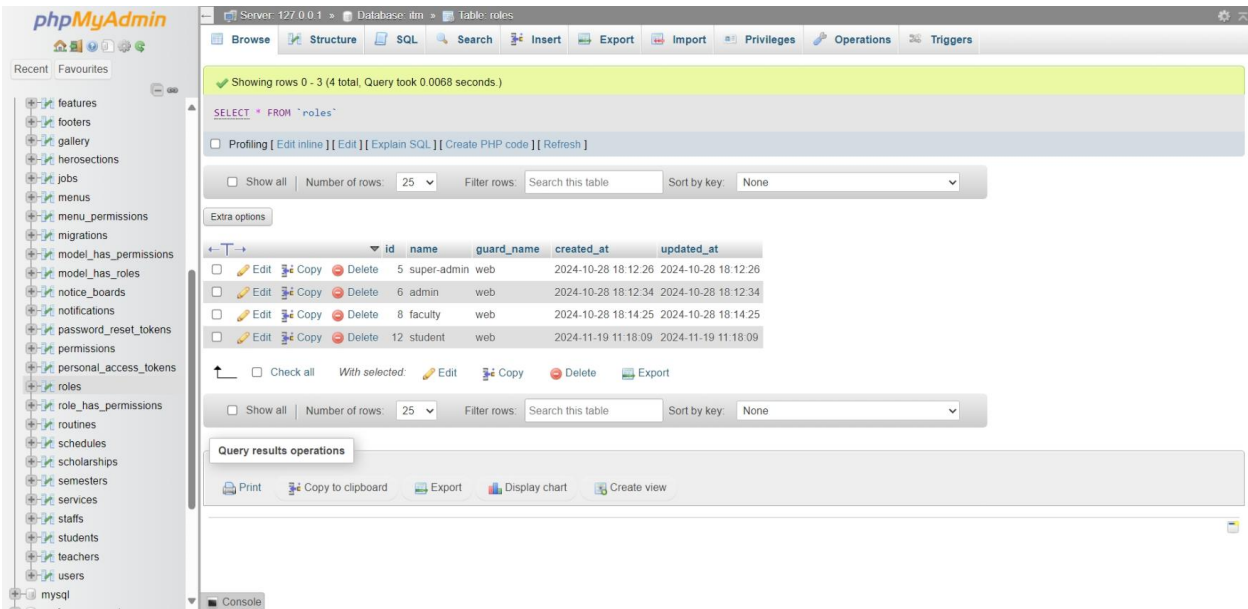 phpMyAdmin
Recent Favourites
features
footers
gallery
herosections
jobs
menus
menu_permissions
migrations
model_has_permissions
model_has_roles
notice_boards
notifications
password_reset_tokens
permissions
personal_access_tokens
roles
role_has_permissions
routines
schedules
scholarships
semesters
services
staffs
students
teachers
users
mysql
Server: 127.0.0.1 » Database: itm » Table: roles
Browse Structure SQL Search Insert Export Import Privileges Operations Triggers
Showing rows 0 - 3 (4 total, Query took 0.0068 seconds.)
SELECT * FROM `roles`
Profiling [ Edit inline ] [ Edit ] [ Explain SQL ] [ Create PHP code ] [ Refresh ]
Show all | Number of rows: 25 Filter rows: Search this table Sort by key: None
Extra options
←T→ id name guard_name created_at updated_at
Edit Copy Delete 5 super-admin web 2024-10-28 18:12:26 2024-10-28 18:12:26
Edit Copy Delete 6 admin web 2024-10-28 18:12:34 2024-10-28 18:12:34
Edit Copy Delete 8 faculty web 2024-10-28 18:14:25 2024-10-28 18:14:25
Edit Copy Delete 12 student web 2024-11-19 11:18:09 2024-11-19 11:18:09
Check all With selected: Edit Copy Delete Export
Show all | Number of rows: 25 Filter rows: Search this table Sort by key: None
Query results operations
Print Copy to clipboard Export Display chart Create view
Console